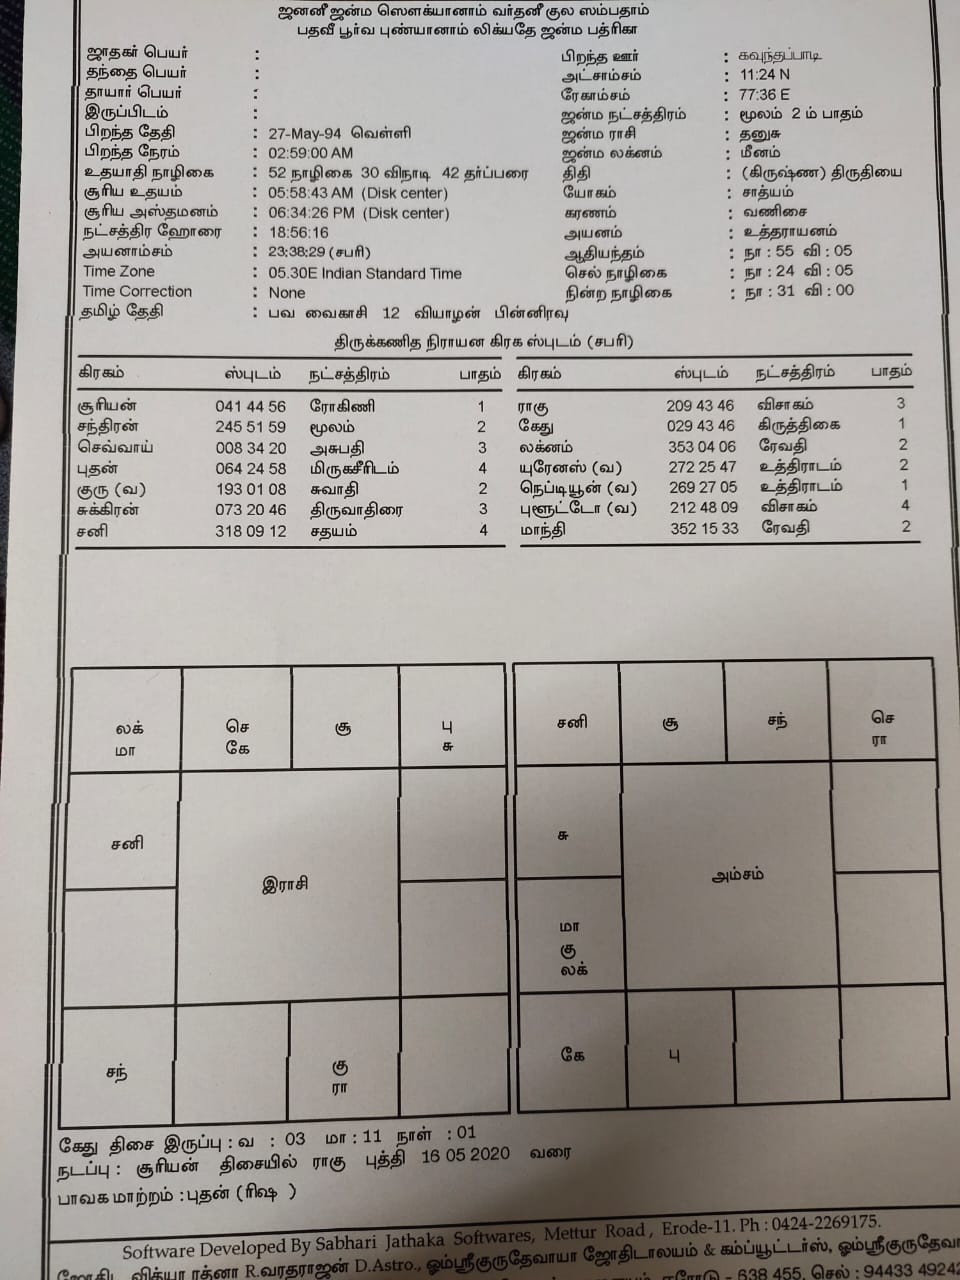 ஜனனீ ஜன்ம ஸௌக்யானாம் வர்தனீ குல ஸம்பதாம்
பதவீ பூர்வ புண்யானாம் லிக்யதே ஜன்ம பத்ரிகா
ஜாதகர் பெயர் :
தந்தை பெயர் :
தாயார் பெயர் :
இருப்பிடம் :
பிறந்த தேதி : 27-May-94 வெள்ளி
பிறந்த நேரம் : 02:59:00 AM
உதயாதி நாழிகை : 52 நாழிகை 30 விநாடி 42 தர்ப்பரை
சூரிய உதயம் : 05:58:43 AM (Disk center)
சூரிய அஸ்தமனம் : 06:34:26 PM (Disk center)
நட்சத்திர ஹோரை : 18:56:16
அயனாம்சம் : 23:38:29 (சபரி)
Time Zone : 05.30E Indian Standard Time
Time Correction : None
தமிழ் தேதி : பவ வைகாசி 12 வியாழன் பின்னிரவு
பிறந்த ஊர் : கவுந்தப்பாடி
அட்சாம்சம் : 11:24 N
ரேகாம்சம் : 77:36 E
ஜன்ம நட்சத்திரம் : மூலம் 2 ம் பாதம்
ஜன்ம ராசி : தனுசு
ஜன்ம லக்னம் : மீனம்
திதி : (கிருஷ்ண) திருதியை
யோகம் : சாத்யம்
கரணம் : வணிசை
அயனம் : உத்தராயனம்
ஆதியந்தம் : நா : 55 வி : 05
செல் நாழிகை : நா : 24 வி : 05
நின்ற நாழிகை : நா : 31 வி : 00
திருக்கணித நிராயன கிரக ஸ்புடம் (சபரி)
கிரகம் ஸ்புடம் நட்சத்திரம் பாதம்
சூரியன் 041 44 56 ரோகிணி 1
சந்திரன் 245 51 59 மூலம் 2
செவ்வாய் 008 34 20 அசுபதி 3
புதன் 064 24 58 மிருகசீரிடம் 4
குரு (வ) 193 01 08 சுவாதி 2
சுக்கிரன் 073 20 46 திருவாதிரை 3
சனி 318 09 12 சதயம் 4
கிரகம் ஸ்புடம் நட்சத்திரம் பாதம்
ராகு 209 43 46 விசாகம் 3
கேது 029 43 46 கிருத்திகை 1
லக்னம் 353 04 06 ரேவதி 2
யுரேனஸ் (வ) 272 25 47 உத்திராடம் 2
நெப்டியூன் (வ) 269 27 05 உத்திராடம் 1
புளூட்டோ (வ) 212 48 09 விசாகம் 4
மாந்தி 352 15 33 ரேவதி 2
லக் செ சூ பு
மா கே சு
சனி
இராசி
சந் கு
ரா
சனி சூ சந் செ
ரா
சு
அம்சம்
மா
கு
லக்
கே பு
கேது திசை இருப்பு : வ : 03 மா : 11 நாள் : 01
நடப்பு : சூரியன் திசையில் ராகு புத்தி 16 05 2020 வரை
பாவக மாற்றம் : புதன் (ரிஷ )
Software Developed By Sabhari Jathaka Softwares, Mettur Road, Erode-11. Ph : 0424-2269175.
ஜோதிட வித்யா ரத்னா R.வரதராஜன் D.Astro., ஓம்ஸ்ரீகுருதேவாயா ஜோதிடாலயம் & கம்ப்யூட்டர்ஸ், ஓம்ஸ்ரீகுருதேவா
ஈரோடு - 638 455. செல் : 94433 49242